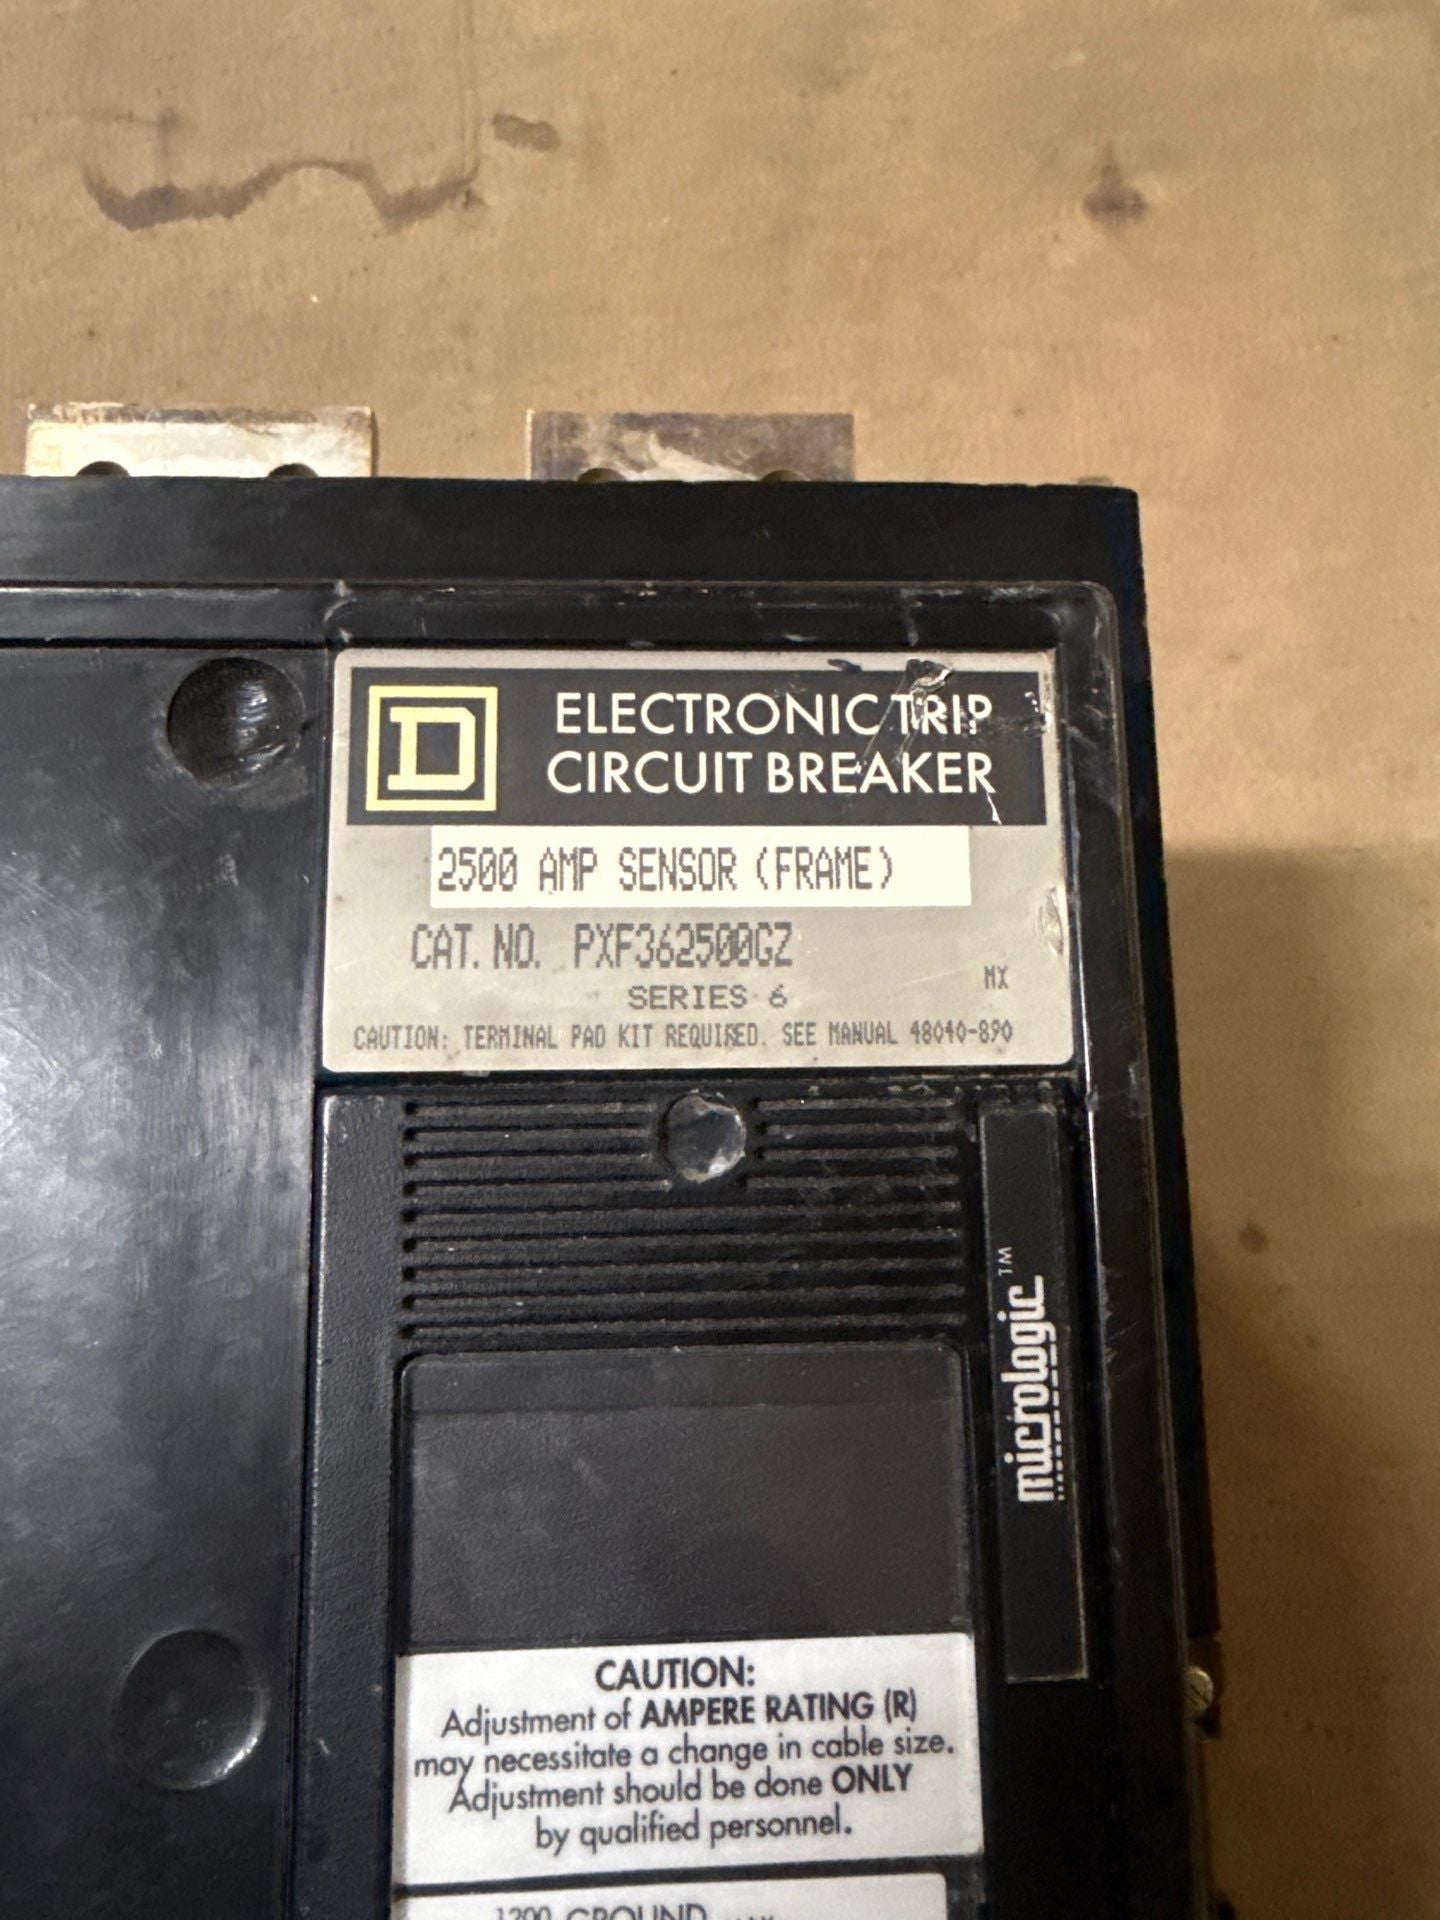 D
ELECTRONIC TRIP
CIRCUIT BREAKER
2500 AMP SENSOR (FRAME)
CAT. NO. PXF362500GZ
MX
SERIES 6
CAUTION: TERMINAL PAD KIT REQUIRED. SEE MANUAL 48040-890
micrologic™
CAUTION:
Adjustment of AMPERE RATING (R)
may necessitate a change in cable size.
Adjustment should be done ONLY
by qualified personnel.
1200 GROUND